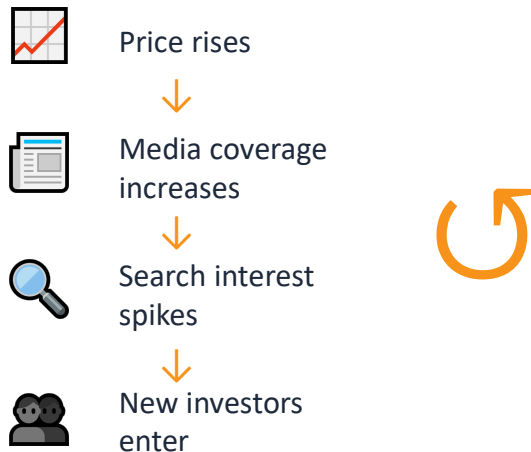 Price rises
↓
Media coverage
increases
↓
Search interest
spikes
↓
New investors
enter